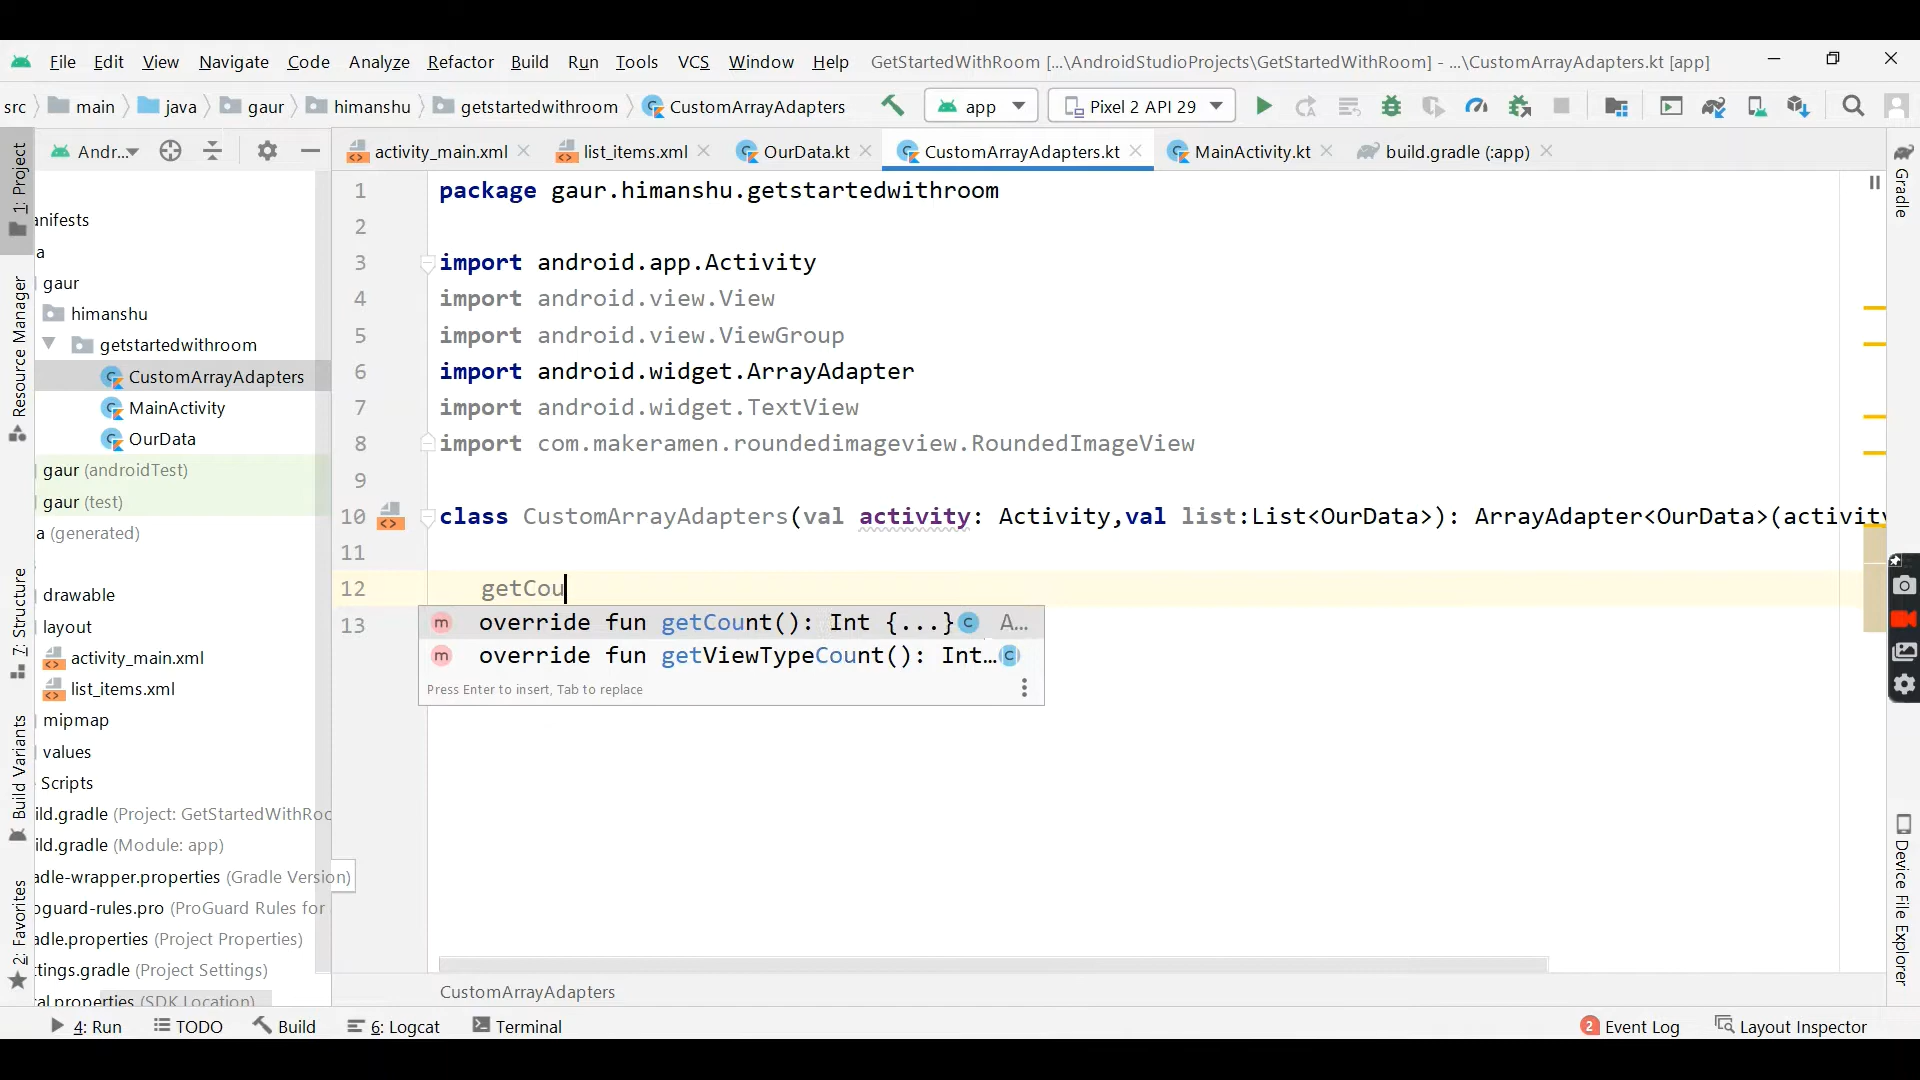 File Edit View Navigate Code Analyze Refactor Build Run Tools VCS Window Help GetStartedWithRoom [...\AndroidStudioProjects\GetStartedWithRoom] - ...\CustomArrayAdapters.kt [app]
src main java gaur himanshu getstartedwithroom CustomArrayAdapters app Pixel 2 API 29
Andr... activity_main.xml list_items.xml OurData.kt CustomArrayAdapters.kt MainActivity.kt build.gradle (:app)
1: Project
Resource Manager
7: Structure
Build Variants
2: Favorites
anifests
a
gaur
himanshu
getstartedwithroom
CustomArrayAdapters
MainActivity
OurData
gaur (androidTest)
gaur (test)
a (generated)
drawable
layout
activity_main.xml
list_items.xml
mipmap
values
Scripts
ild.gradle (Project: GetStartedWithRoo
ild.gradle (Module: app)
adle-wrapper.properties (Gradle Version)
oguard-rules.pro (ProGuard Rules for
adle.properties (Project Properties)
ttings.gradle (Project Settings)
al.properties (SDK Location)
1 package gaur.himanshu.getstartedwithroom
2
3 import android.app.Activity
4 import android.view.View
5 import android.view.ViewGroup
6 import android.widget.ArrayAdapter
7 import android.widget.TextView
8 import com.makeramen.roundedimageview.RoundedImageView
9
10 class CustomArrayAdapters(val activity: Activity,val list:List<OurData>): ArrayAdapter<OurData>(activity
11
12 getCou
13
m override fun getCount(): Int {...} A...
m override fun getViewTypeCount(): Int...
Press Enter to insert, Tab to replace
CustomArrayAdapters
Gradle
Device File Explorer
4: Run TODO Build 6: Logcat Terminal 2 Event Log Layout Inspector